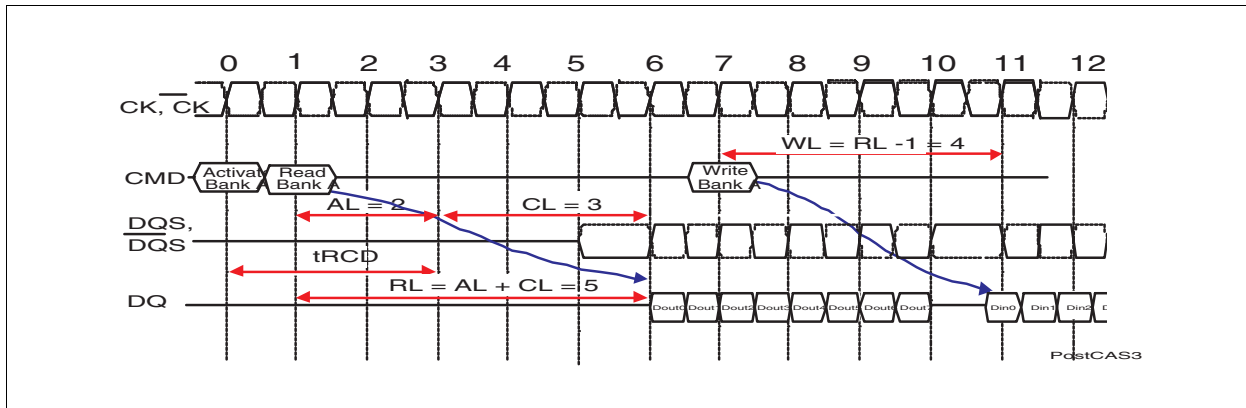 0 1 2 3 4 5 6 7 8 9 10 11 12
CK, CK
WL = RL -1 = 4
CMD
Activat
Bank A
Read
Bank A
Write
Bank A
AL = 2
CL = 3
DQS,
DQS
tRCD
RL = AL + CL = 5
DQ
Dout0 Dout1 Dout2 Dout3 Dout4 Dout5 Dout6 Dout7 Din0 Din1 Din2 D
PostCAS3